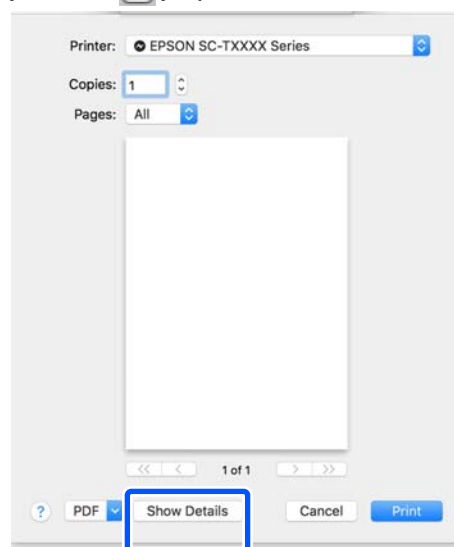 Printer: EPSON SC-TXXXX Series
Copies: 1
Pages: All
<< < 1 of 1 > >>
? PDF Show Details Cancel Print